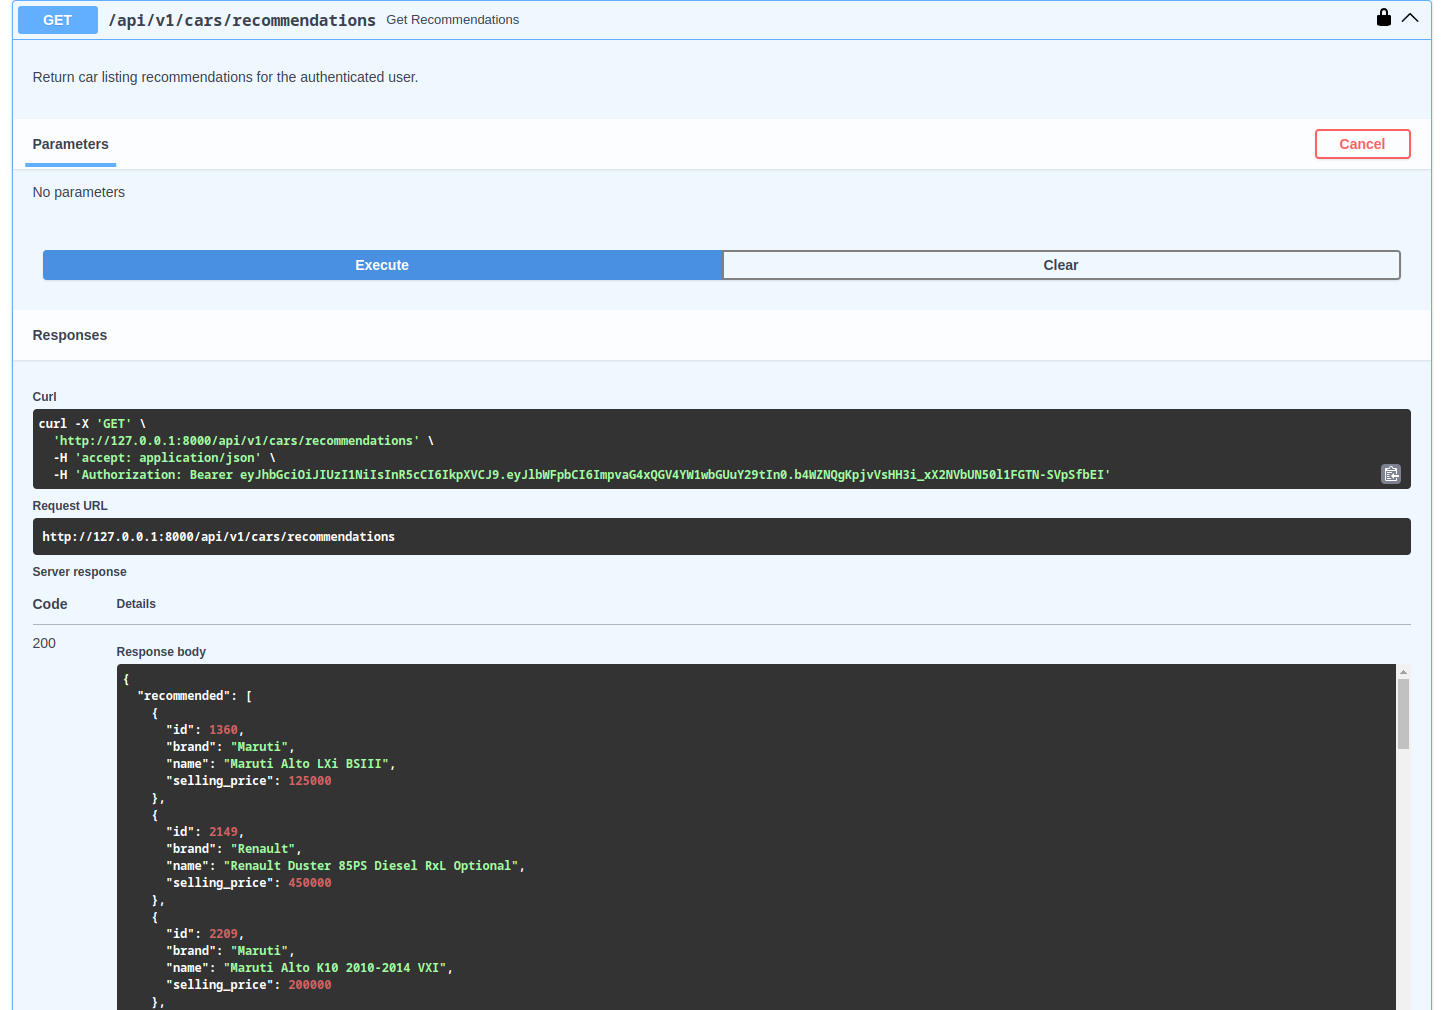 GET /api/v1/cars/recommendations Get Recommendations
Return car listing recommendations for the authenticated user.
Parameters Cancel
No parameters
Execute Clear
Responses
Curl
curl -X 'GET' \
'http://127.0.0.1:8000/api/v1/cars/recommendations' \
-H 'accept: application/json' \
-H 'Authorization: Bearer eyJhbGciOiJIUzI1NiIsInR5cCI6IkpXVCJ9.eyJlbWFpbCI6ImpvaG4xQGV4YW1wbGUuY29tIn0.b4WZNQgKpjvVsHH3i_xX2NVbUN50l1FGTN-SVpSfbEI'
Request URL
http://127.0.0.1:8000/api/v1/cars/recommendations
Server response
Code Details
200
Response body
{
"recommended": [
{
"id": 1360,
"brand": "Maruti",
"name": "Maruti Alto LXi BSIII",
"selling_price": 125000
},
{
"id": 2149,
"brand": "Renault",
"name": "Renault Duster 85PS Diesel RxL Optional",
"selling_price": 450000
},
{
"id": 2209,
"brand": "Maruti",
"name": "Maruti Alto K10 2010-2014 VXI",
"selling_price": 200000
},